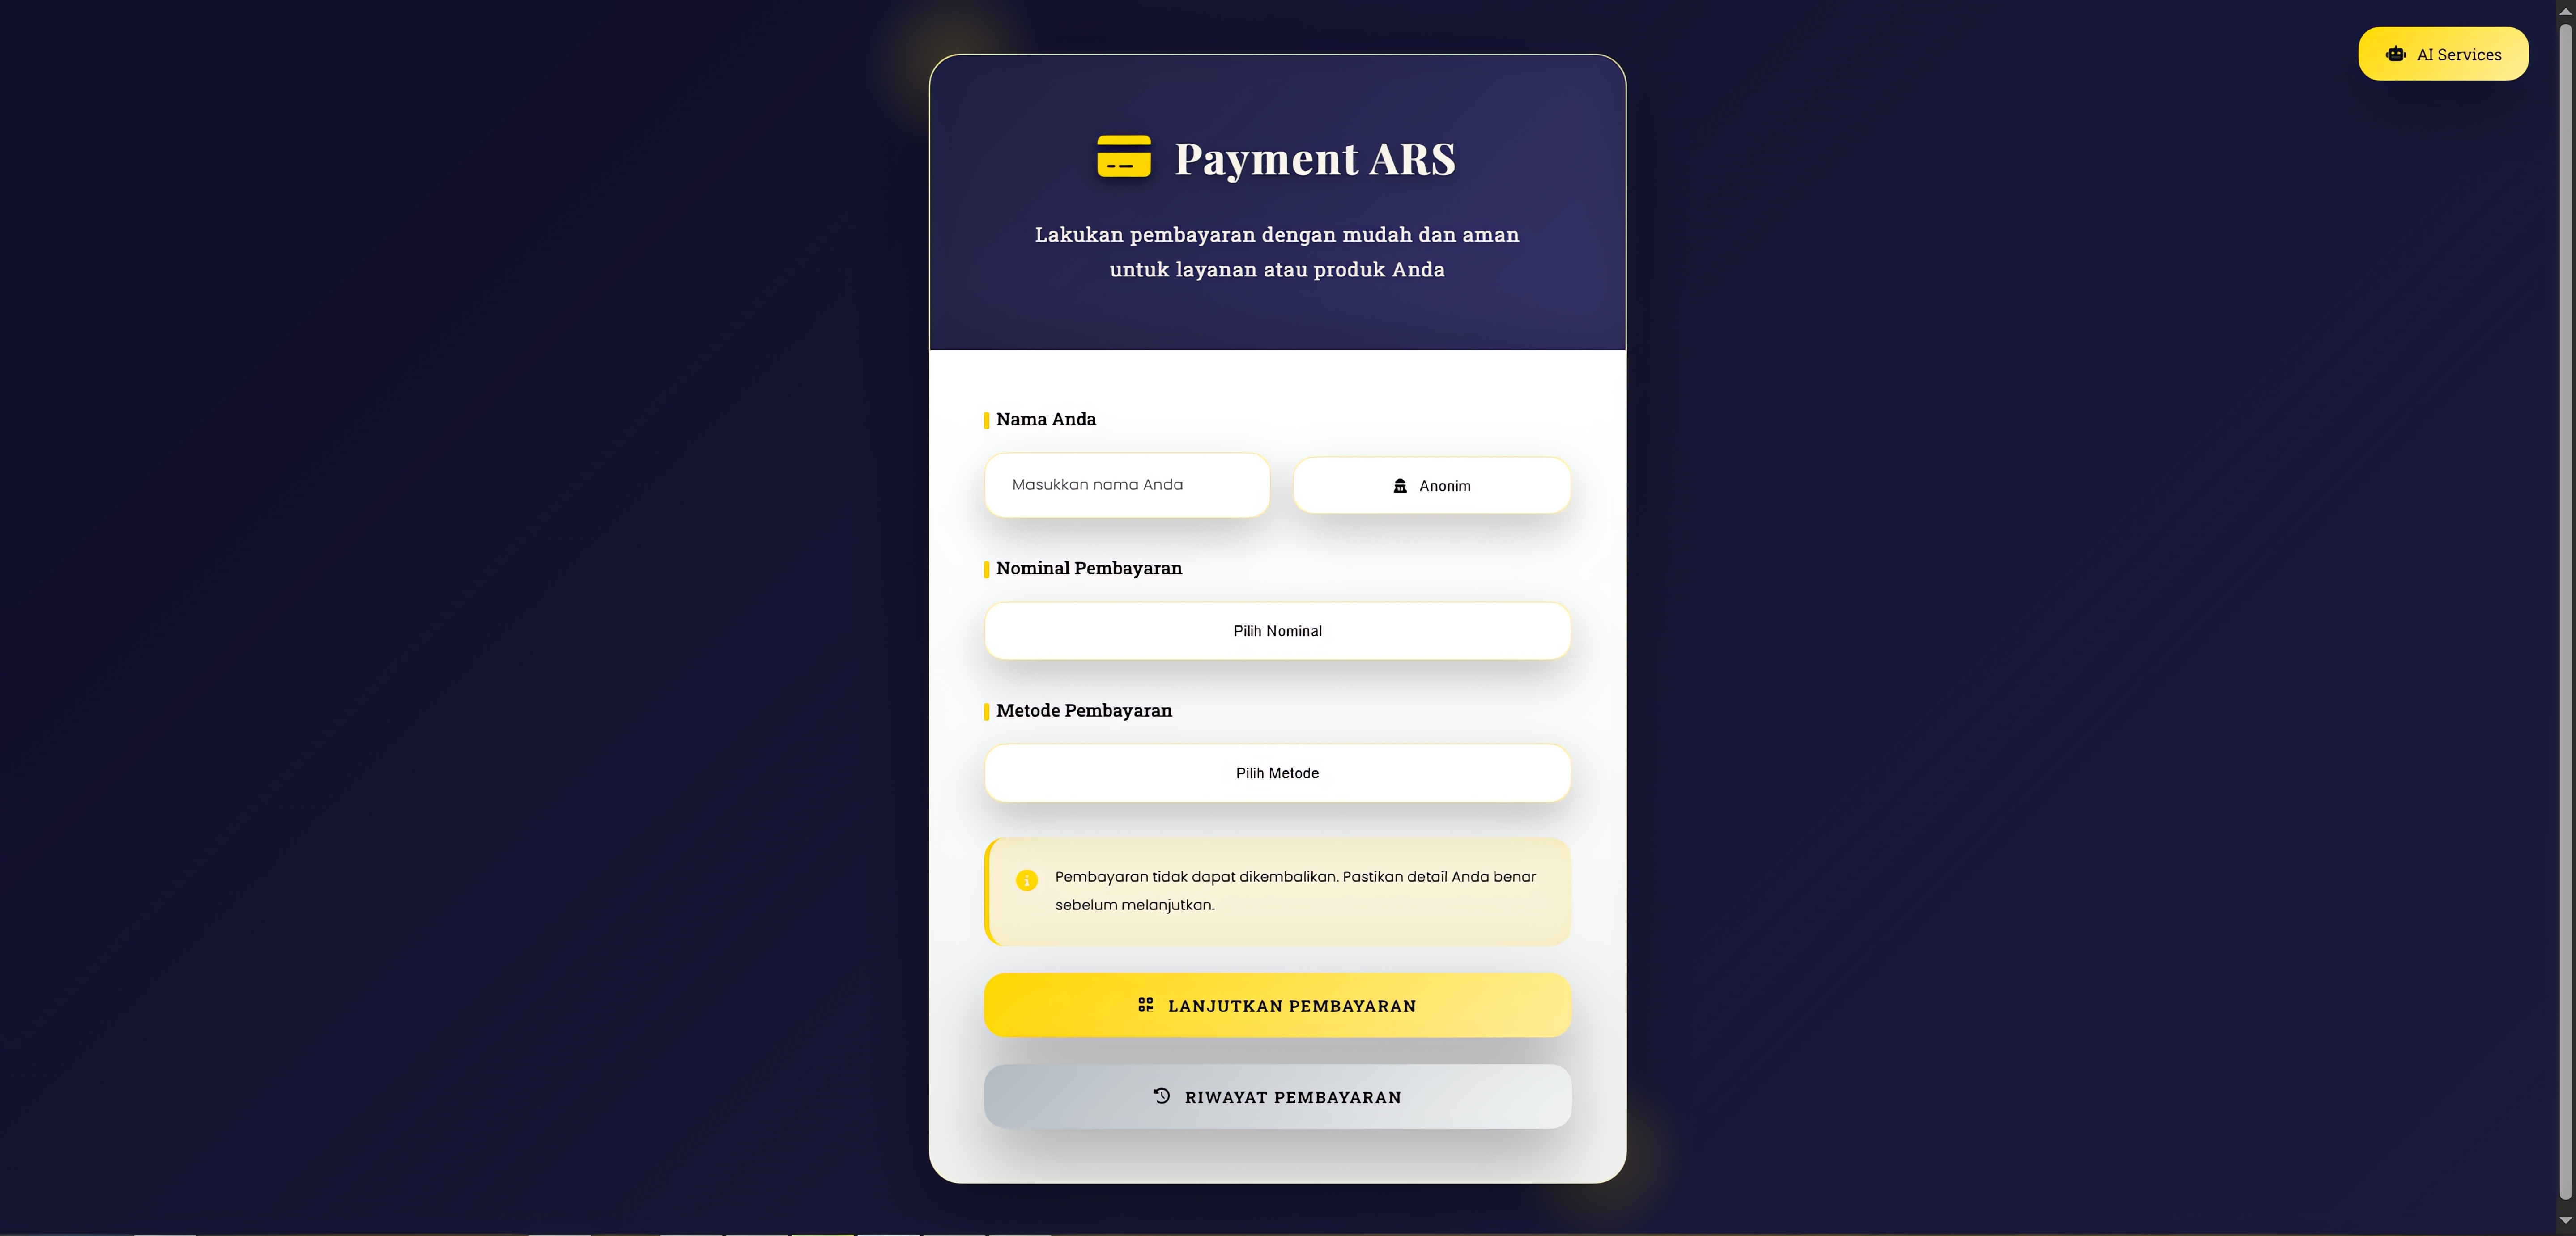 AI Services
Payment ARS
Lakukan pembayaran dengan mudah dan aman
untuk layanan atau produk Anda
Nama Anda
Masukkan nama Anda
Anonim
Nominal Pembayaran
Pilih Nominal
Metode Pembayaran
Pilih Metode
Pembayaran tidak dapat dikembalikan. Pastikan detail Anda benar
sebelum melanjutkan.
LANJUTKAN PEMBAYARAN
RIWAYAT PEMBAYARAN